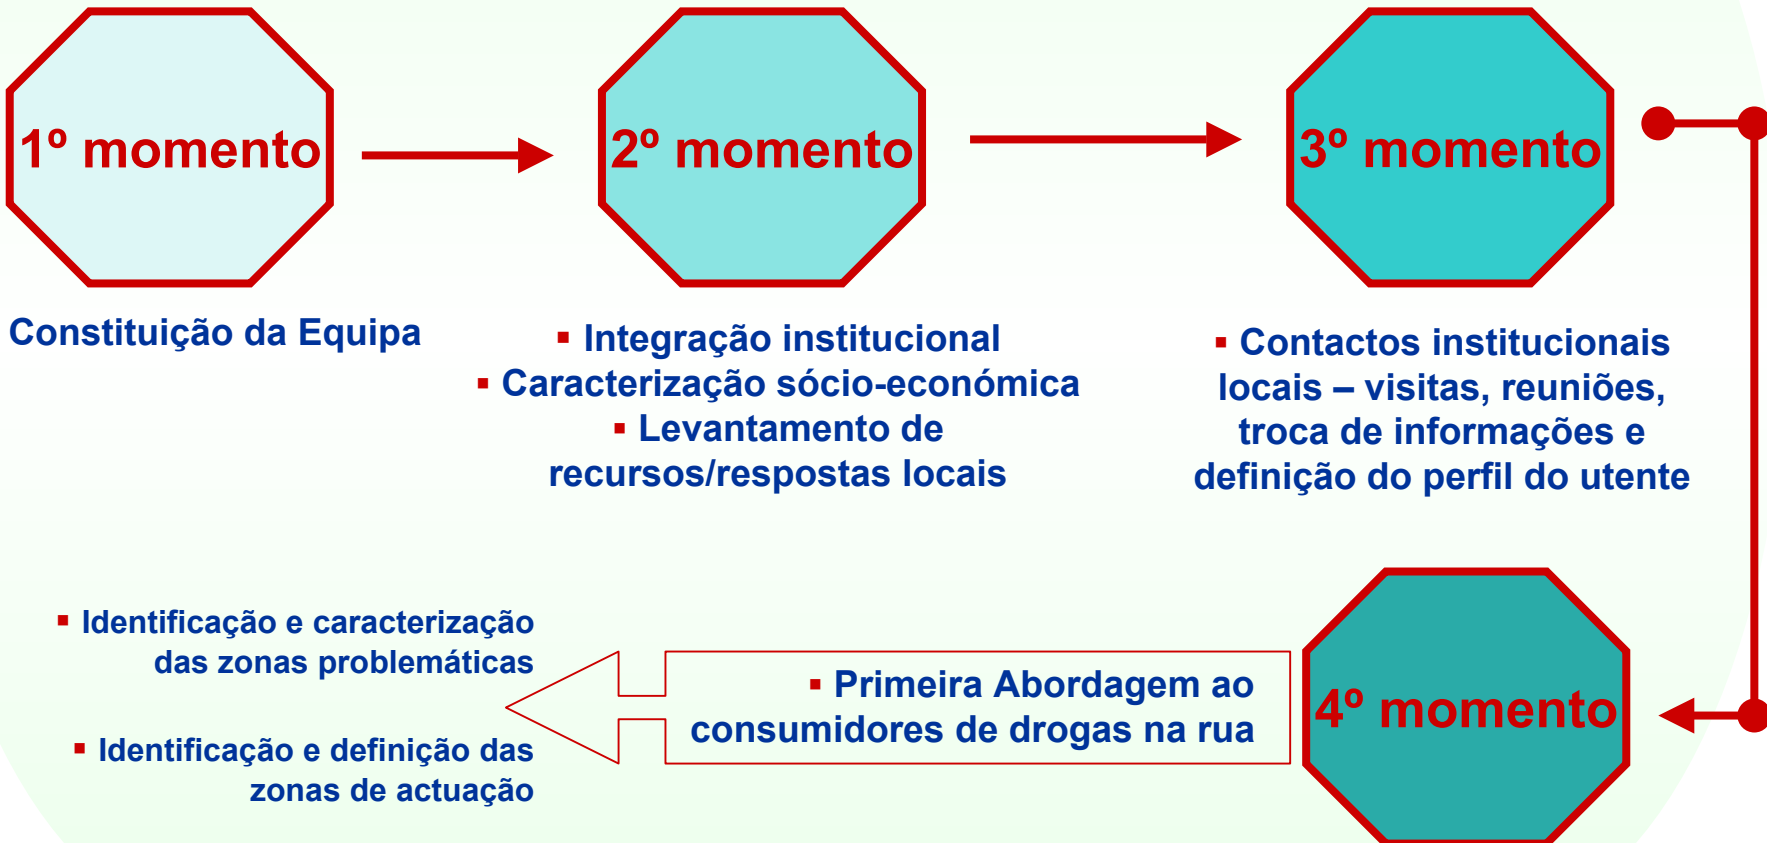 1º momento
2º momento
3º momento
Constituição da Equipa
▪ Integração institucional
▪ Caracterização sócio-económica
▪ Levantamento de
recursos/respostas locais
▪ Contactos institucionais
locais – visitas, reuniões,
troca de informações e
definição do perfil do utente
4º momento
▪ Primeira Abordagem ao
consumidores de drogas na rua
▪ Identificação e caracterização
das zonas problemáticas
▪ Identificação e definição das
zonas de actuação